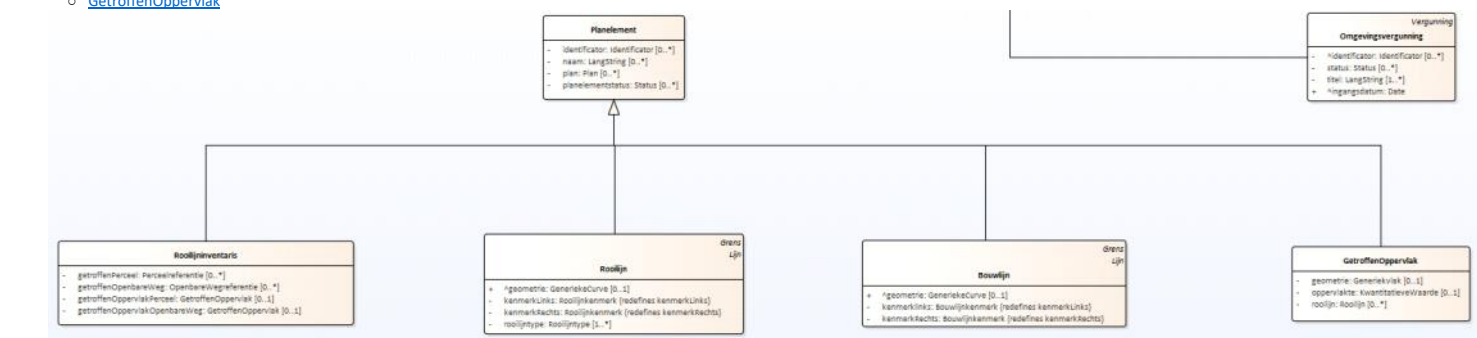 GetroffenOppervlak
Planelement
- identificator: Identificator [0..*]
- naam: LangString [0..*]
- plan: Plan [0..*]
- planelementstatus: Status [0..*]
Vergunning
Omgevingsvergunning
- ^identificator: Identificator [0..*]
- status: Status [0..*]
- titel: LangString [1..*]
+ ^ingangsdatum: Date
Rooilijninventaris
- getroffenPerceel: Perceelreferentie [0..*]
- getroffenOpenbareWeg: OpenbareWegreferentie [0..*]
- getroffenOppervlakPerceel: GetroffenOppervlak [0..1]
- getroffenOppervlakOpenbareWeg: GetroffenOppervlak [0..1]
Grens
Lijn
Rooilijn
+ ^geometrie: GeneriekeCurve [0..1]
- kenmerkLinks: Rooilijnkenmerk {redefines kenmerkLinks}
- kenmerkRechts: Rooilijnkenmerk {redefines kenmerkRechts}
- rooilijntype: Rooilijntype [1..*]
Grens
Lijn
Bouwlijn
+ ^geometrie: GeneriekeCurve [0..1]
- kenmerklinks: Bouwlijnkenmerk {redefines kenmerkLinks}
- kenmerkRechts: Bouwlijnkenmerk {redefines kenmerkRechts}
GetroffenOppervlak
- geometrie: GeneriekVlak [0..1]
- oppervlakte: KwantitatieveWaarde [0..1]
- rooilijn: Rooilijn [0..*]